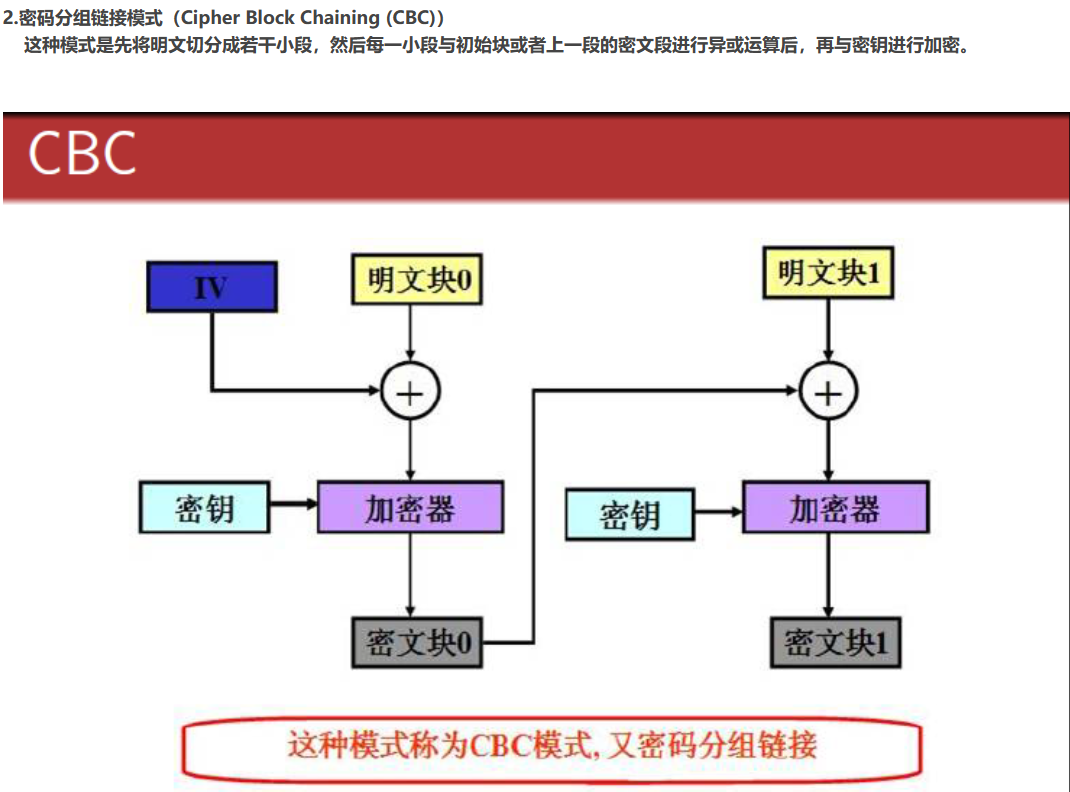 2.密码分组链接模式（Cipher Block Chaining (CBC)）
这种模式是先将明文切分成若干小段，然后每一小段与初始块或者上一段的密文段进行异或运算后，再与密钥进行加密。
CBC
IV
明文块0
明文块1
+
+
密钥
加密器
密钥
加密器
密文块0
密文块1
这种模式称为CBC模式, 又密码分组链接